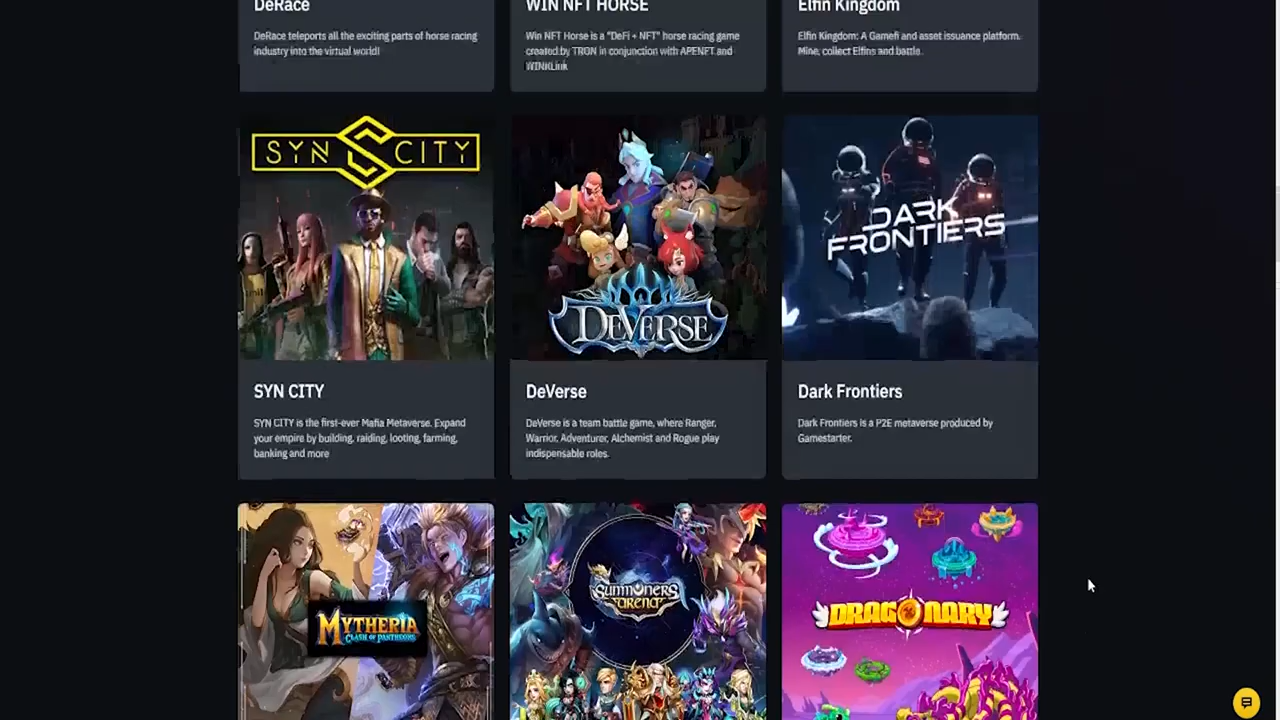 DeRace
WIN NFT HORSE
Elfin Kingdom
DeRace teleports all the exciting parts of horse racing
industry into the virtual world!
Win NFT Horse is a "DeFi + NFT" horse racing game
created by TRON in conjunction with APENFT and
WINkLink
Elfin Kingdom: A Gamefi and asset issuance platform.
Mine, collect Elfins and battle.
SYN CITY
DEVERSE
DARK
FRONTIERS
SYN CITY
SYN CITY is the first-ever Mafia Metaverse. Expand
your empire by building, raiding, looting, farming,
banking and more
DeVerse
DeVerse is a team battle game, where Ranger,
Warrior, Adventurer, Alchemist and Rogue play
indispensable roles.
Dark Frontiers
Dark Frontiers is a P2E metaverse produced by
Gamestarter.
MYTHERIA
CLASH OF PANTHEONS
SUMMONERS
ARENA
DRAGONARY